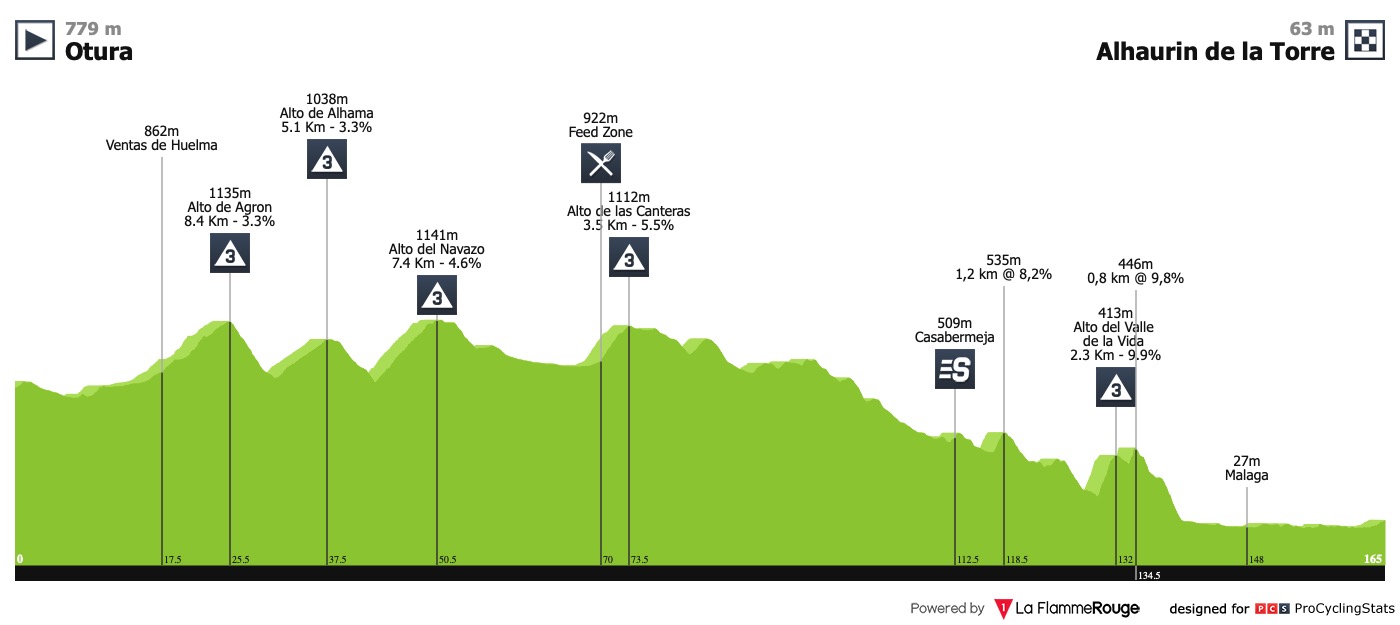 779 m
Otura
63 m
Alhaurin de la Torre
862m
Ventas de Huelma
1135m
Alto de Agron
8.4 Km - 3.3%
3
1038m
Alto de Alhama
5.1 Km - 3.3%
3
1141m
Alto del Navazo
7.4 Km - 4.6%
3
922m
Feed Zone
1112m
Alto de las Canteras
3.5 Km - 5.5%
3
509m
Casabermeja
S
535m
1,2 km @ 8,2%
413m
Alto del Valle
de la Vida
2.3 Km - 9.9%
3
446m
0,8 km @ 9,8%
27m
Malaga
0
17.5
25.5
37.5
50.5
70
73.5
112.5
118.5
132
134.5
148
165
Powered by 1 La FlammeRouge designed for PCS ProCyclingStats